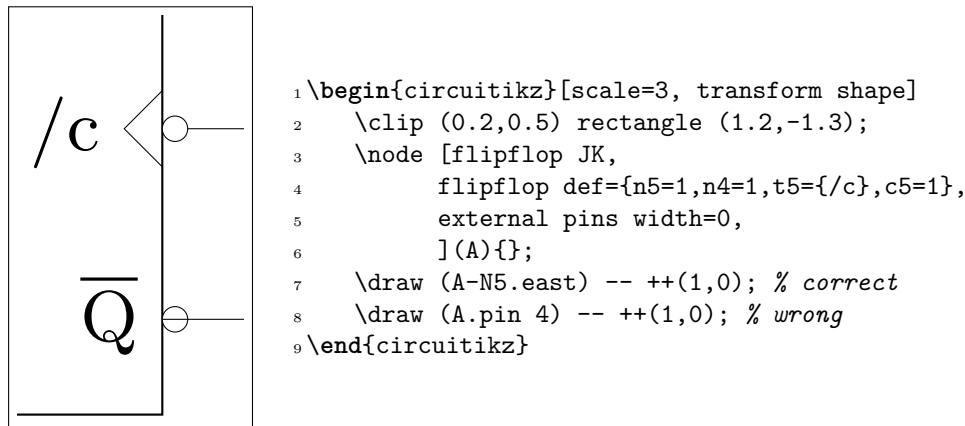 /c
Q
1 \begin{circuitikz}[scale=3, transform shape]
2     \clip (0.2,0.5) rectangle (1.2,-1.3);
3     \node [flipflop JK,
4            flipflop def={n5=1,n4=1,t5={/c},c5=1},
5            external pins width=0,
6            ](A){};
7     \draw (A-N5.east) -- ++(1,0); % correct
8     \draw (A.pin 4) -- ++(1,0); % wrong
9 \end{circuitikz}